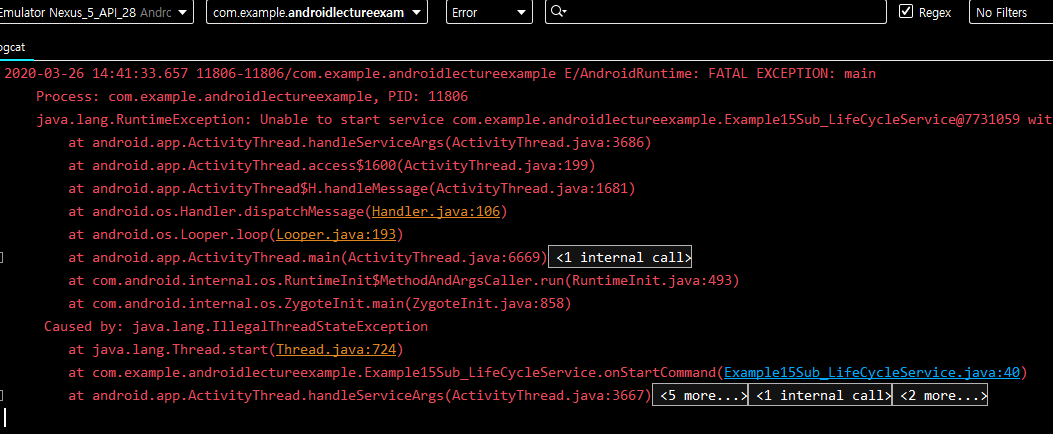 Emulator Nexus_5_API_28 Andrc com.example.androidlectureexam Error Regex No Filters
ogcat
2020-03-26 14:41:33.657 11806-11806/com.example.androidlectureexample E/AndroidRuntime: FATAL EXCEPTION: main
Process: com.example.androidlectureexample, PID: 11806
java.lang.RuntimeException: Unable to start service com.example.androidlectureexample.Example15Sub_LifeCycleService@7731059 wit
at android.app.ActivityThread.handleServiceArgs(ActivityThread.java:3686)
at android.app.ActivityThread.access$1600(ActivityThread.java:199)
at android.app.ActivityThread$H.handleMessage(ActivityThread.java:1681)
at android.os.Handler.dispatchMessage(Handler.java:106)
at android.os.Looper.loop(Looper.java:193)
at android.app.ActivityThread.main(ActivityThread.java:6669) <1 internal call>
at com.android.internal.os.RuntimeInit$MethodAndArgsCaller.run(RuntimeInit.java:493)
at com.android.internal.os.ZygoteInit.main(ZygoteInit.java:858)
Caused by: java.lang.IllegalThreadStateException
at java.lang.Thread.start(Thread.java:724)
at com.example.androidlectureexample.Example15Sub_LifeCycleService.onStartCommand(Example15Sub_LifeCycleService.java:40)
at android.app.ActivityThread.handleServiceArgs(ActivityThread.java:3667) <5 more...> <1 internal call> <2 more...>